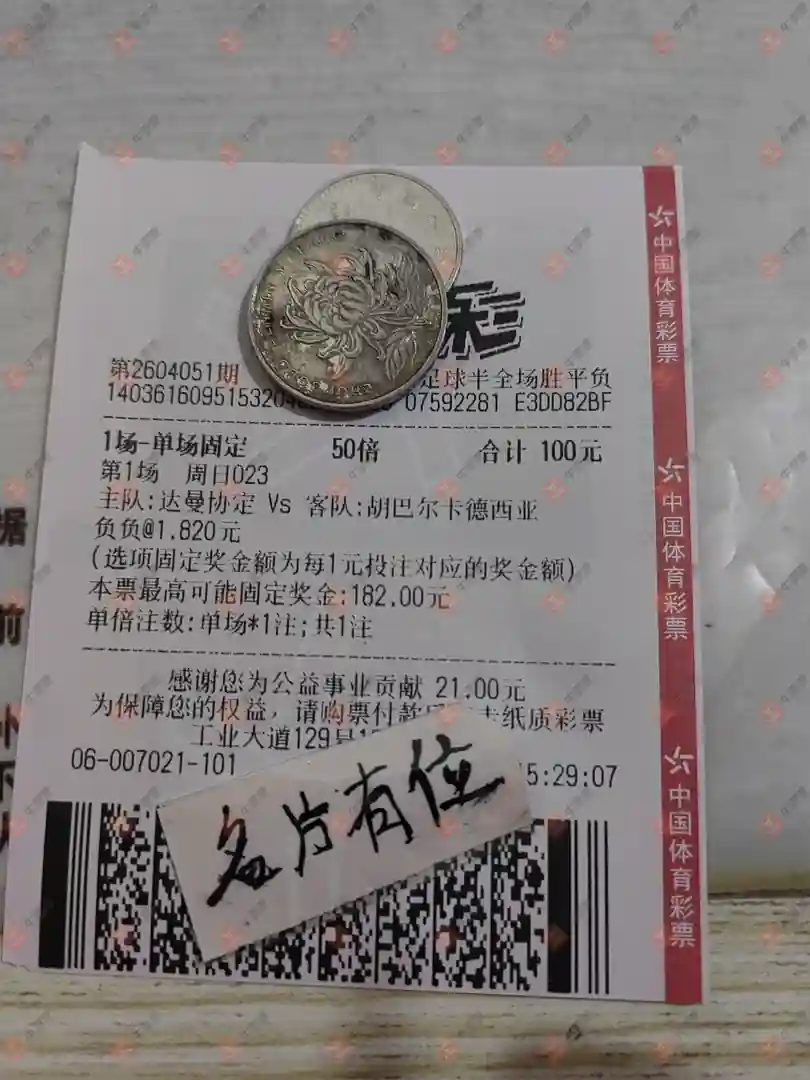 彩
第2604051期 足球半全场胜平负
14036160951532 07592281 E3DD82BF
1场-单场固定 50倍 合计 100元
第1场 周日023
主队:达曼协定 Vs 客队:胡巴尔卡德西亚
负负@1.820元
(选项固定奖金额为每1元投注对应的奖金额)
本票最高可能固定奖金:182.00元
单倍注数:单场*1注;共1注
感谢您为公益事业贡献 21.00元
为保障您的权益，请购票付款 纸质彩票
工业大道129号
06-007021-101 5:29:07
名片有位
中国体育彩票
中国体育彩票
中国体育彩票
前